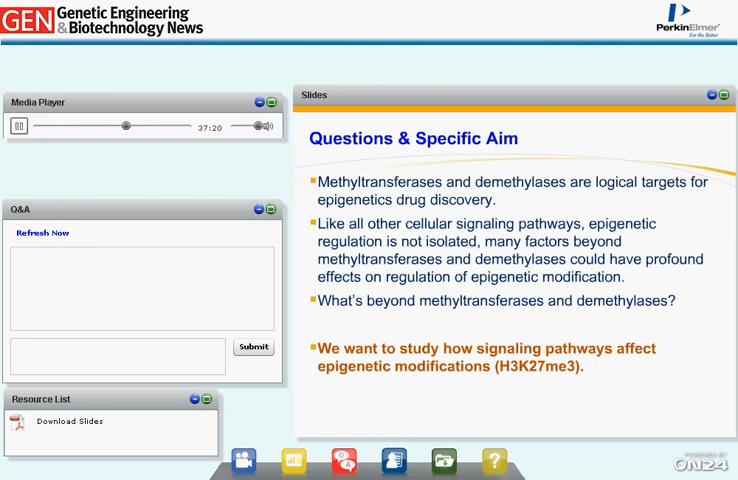 GEN Genetic Engineering
& Biotechnology News
PerkinElmer
For the Better
Media Player
37:20
Q&A
Refresh Now
Submit
Resource List
Download Slides
Slides
Questions & Specific Aim
Methyltransferases and demethylases are logical targets for
epigenetics drug discovery.
Like all other cellular signaling pathways, epigenetic
regulation is not isolated, many factors beyond
methyltransferases and demethylases could have profound
effects on regulation of epigenetic modification.
What's beyond methyltransferases and demethylases?
We want to study how signaling pathways affect
epigenetic modifications (H3K27me3).
Q
A
?
POWERED BY
ON24